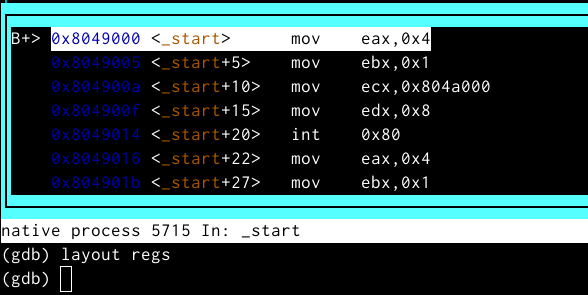 B+> 0x8049000 <_start> mov eax,0x4
0x8049005 <_start+5> mov ebx,0x1
0x804900a <_start+10> mov ecx,0x804a000
0x804900f <_start+15> mov edx,0x8
0x8049014 <_start+20> int 0x80
0x8049016 <_start+22> mov eax,0x4
0x804901b <_start+27> mov ebx,0x1
native process 5715 In: _start
(gdb) layout regs
(gdb)